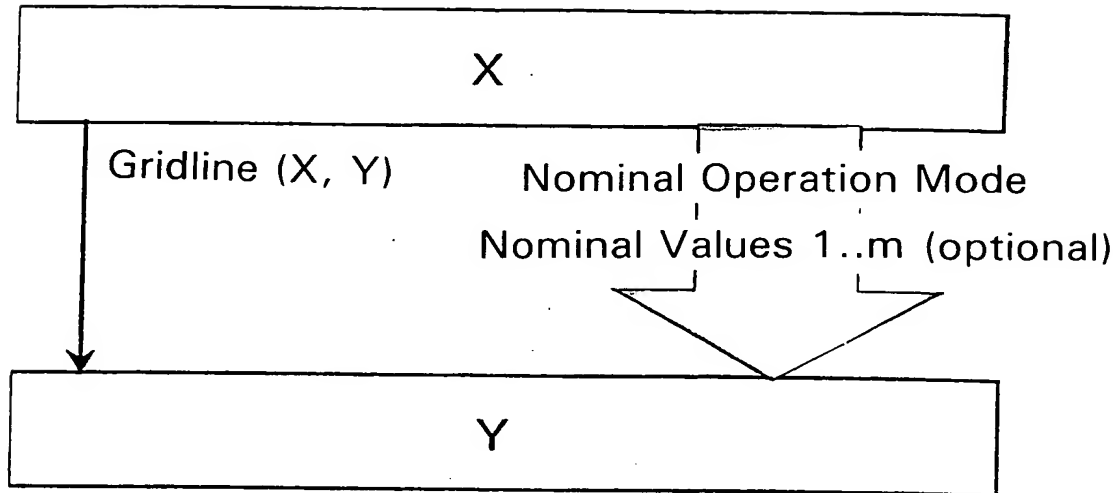 X
Gridline (X, Y)
Nominal Operation Mode
Nominal Values 1..m (optional)
Y